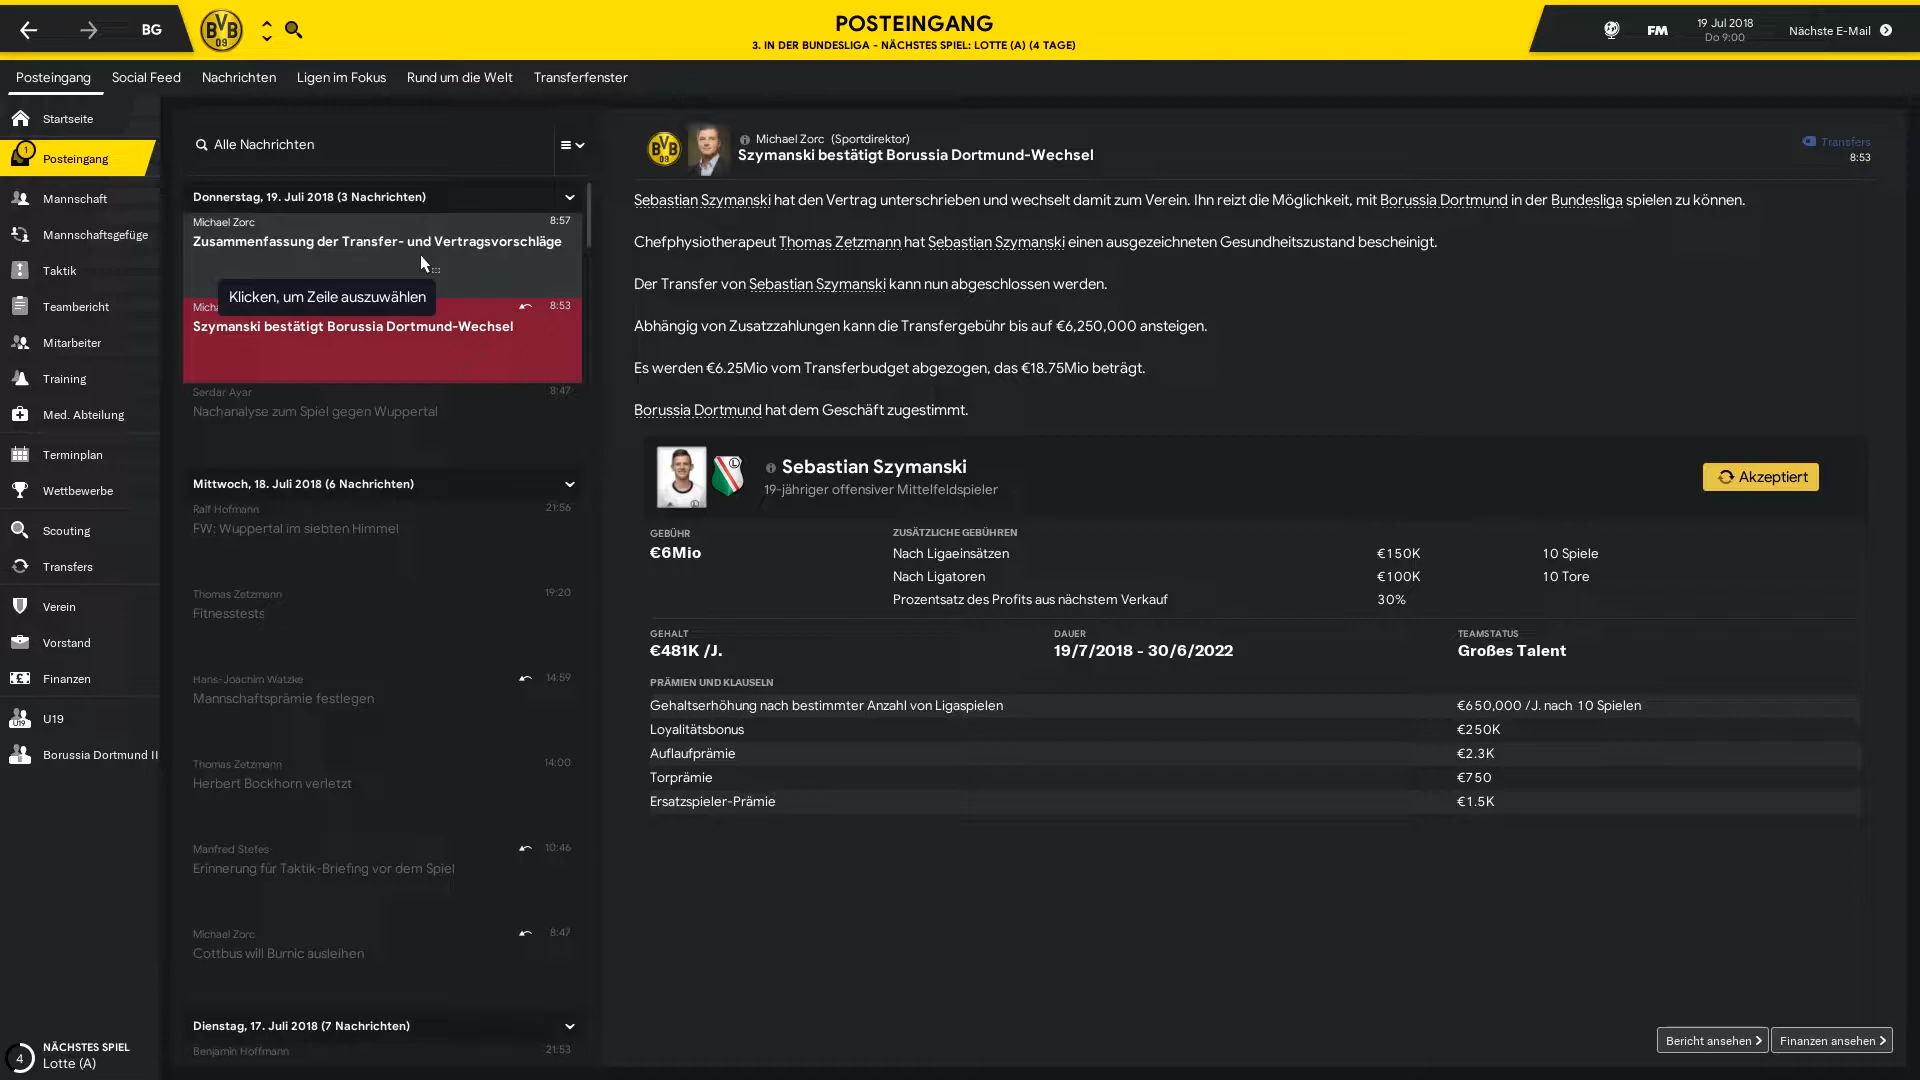 BG
BVB
09
POSTEINGANG
3. IN DER BUNDESLIGA - NÄCHSTES SPIEL: LOTTE (A) (4 TAGE)
FM
19 Jul 2018
Do 9:00
Nächste E-Mail
Posteingang
Social Feed
Nachrichten
Ligen im Fokus
Rund um die Welt
Transferfenster
Startseite
1
Posteingang
Mannschaft
Mannschaftsgefüge
Taktik
Teambericht
Mitarbeiter
Training
Med. Abteilung
Terminplan
Wettbewerbe
Scouting
Transfers
Verein
Vorstand
Finanzen
U19
U19
Borussia Dortmund II
4
NÄCHSTES SPIEL
Lotte (A)
Alle Nachrichten
Donnerstag, 19. Juli 2018 (3 Nachrichten)
Michael Zorc 8:57
Zusammenfassung der Transfer- und Vertragsvorschläge
Klicken, um Zeile auszuwählen
Micha 8:53
Szymanski bestätigt Borussia Dortmund-Wechsel
Serdar Ayar 8:47
Nachanalyse zum Spiel gegen Wuppertal
Mittwoch, 18. Juli 2018 (6 Nachrichten)
Ralf Hofmann 21:56
FW: Wuppertal im siebten Himmel
Thomas Zetzmann 19:20
Fitnesstests
Hans-Joachim Watzke 14:59
Mannschaftsprämie festlegen
Thomas Zetzmann 14:00
Herbert Bockhorn verletzt
Manfred Stefes 10:46
Erinnerung für Taktik-Briefing vor dem Spiel
Michael Zorc 8:47
Cottbus will Burnic ausleihen
Dienstag, 17. Juli 2018 (7 Nachrichten)
Benjamin Hoffmann 21:53
BVB
09
Michael Zorc (Sportdirektor)
Szymanski bestätigt Borussia Dortmund-Wechsel
Transfers
8:53
Sebastian Szymanski hat den Vertrag unterschrieben und wechselt damit zum Verein. Ihn reizt die Möglichkeit, mit Borussia Dortmund in der Bundesliga spielen zu können.
Chefphysiotherapeut Thomas Zetzmann hat Sebastian Szymanski einen ausgezeichneten Gesundheitszustand bescheinigt.
Der Transfer von Sebastian Szymanski kann nun abgeschlossen werden.
Abhängig von Zusatzzahlungen kann die Transfergebühr bis auf €6,250,000 ansteigen.
Es werden €6.25Mio vom Transferbudget abgezogen, das €18.75Mio beträgt.
Borussia Dortmund hat dem Geschäft zugestimmt.
Sebastian Szymanski
19-jähriger offensiver Mittelfeldspieler
Akzeptiert
GEBÜHR
€6Mio
ZUSÄTZLICHE GEBÜHREN
Nach Ligaeinsätzen €150K 10 Spiele
Nach Ligatoren €100K 10 Tore
Prozentsatz des Profits aus nächstem Verkauf 30%
GEHALT
€481K /J.
DAUER
19/7/2018 - 30/6/2022
TEAMSTATUS
Großes Talent
PRÄMIEN UND KLAUSELN
Gehaltserhöhung nach bestimmter Anzahl von Ligaspielen €650,000 /J. nach 10 Spielen
Loyalitätsbonus €250K
Auflaufprämie €2.3K
Torprämie €750
Ersatzspieler-Prämie €1.5K
Bericht ansehen
Finanzen ansehen